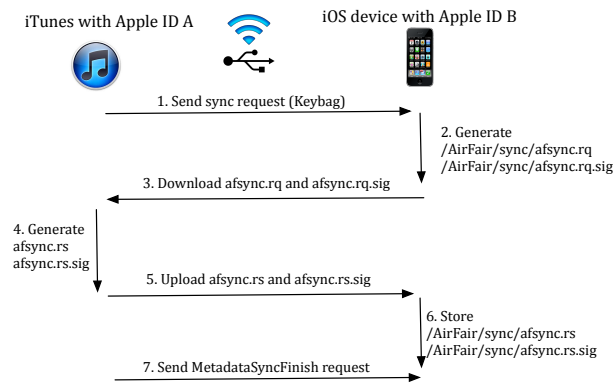 iTunes with Apple ID A
iOS device with Apple ID B
1. Send sync request (Keybag)
2. Generate
/AirFair/sync/afsync.rq
/AirFair/sync/afsync.rq.sig
3. Download afsync.rq and afsync.rq.sig
4. Generate
afsync.rs
afsync.rs.sig
5. Upload afsync.rs and afsync.rs.sig
6. Store
/AirFair/sync/afsync.rs
/AirFair/sync/afsync.rs.sig
7. Send MetadataSyncFinish request